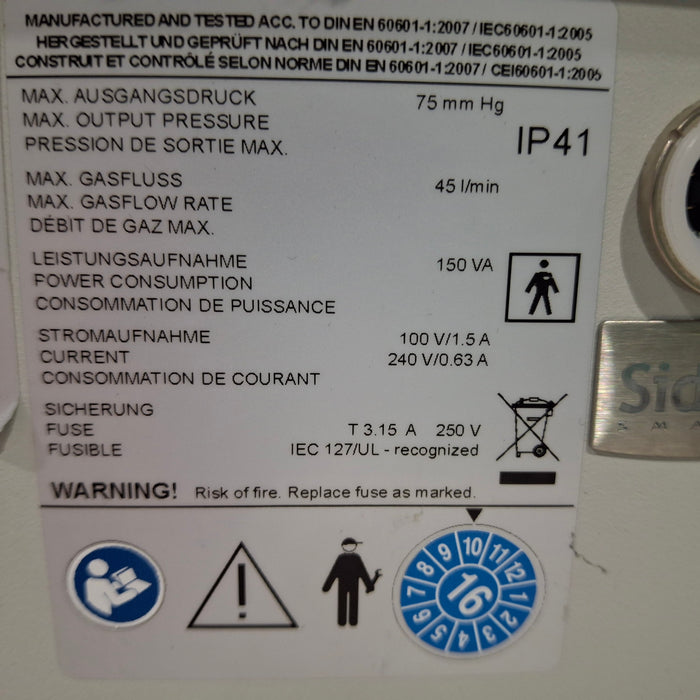 MANUFACTURED AND TESTED ACC. TO DIN EN 60601-1:2007 / IEC60601-1:2005
HERGESTELLT UND GEPRÜFT NACH DIN EN 60601-1:2007 / IEC60601-1:2005
CONSTRUIT ET CONTRÔLÉ SELON NORME DIN EN 60601-1:2007 / CEI60601-1:2005
MAX. AUSGANGSDRUCK 75 mm Hg
MAX. OUTPUT PRESSURE
PRESSION DE SORTIE MAX.
IP41
MAX. GASFLUSS 45 l/min
MAX. GASFLOW RATE
DÉBIT DE GAZ MAX.
LEISTUNGSAUFNAHME 150 VA
POWER CONSUMPTION
CONSOMMATION DE PUISSANCE
STROMAUFNAHME 100 V/1.5 A
CURRENT 240 V/0.63 A
CONSOMMATION DE COURANT
SICHERUNG
FUSE T 3.15 A 250 V
FUSIBLE IEC 127/UL - recognized
WARNING! Risk of fire. Replace fuse as marked.
1 2 3 4 5 6 7 8 9 10 11 12
16
Sid
SMA